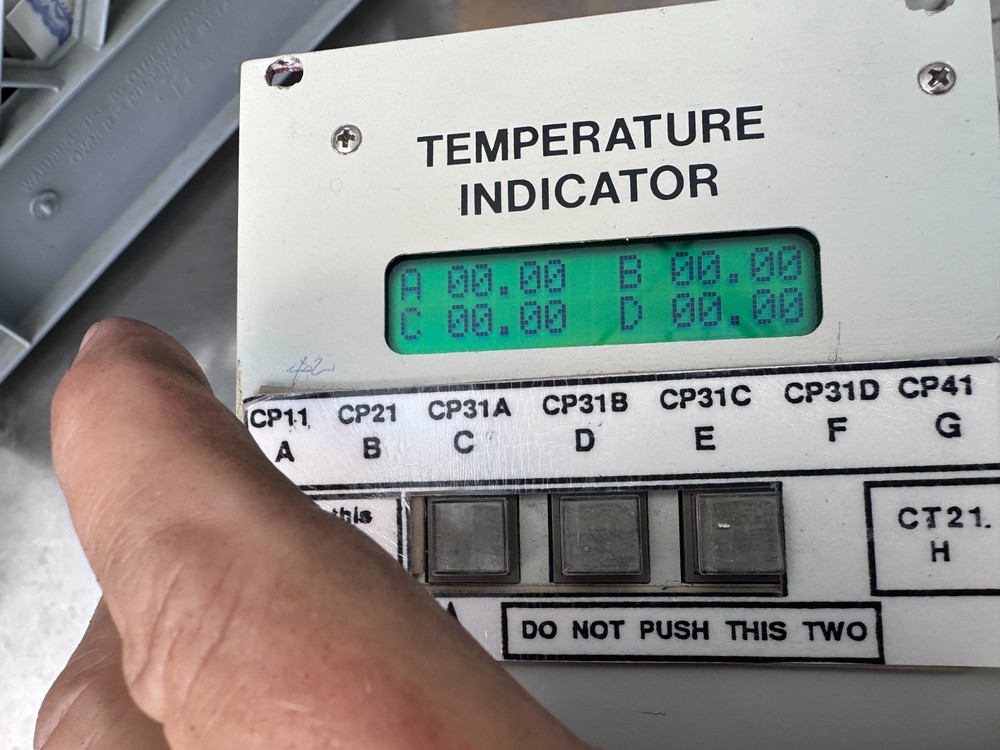 TEMPERATURE
INDICATOR
A 00.00 B 00.00
C 00.00 D 00.00
CP11 CP21 CP31A CP31B CP31C CP31D CP41
A B C D E F G
this
CT21.
H
A
DO NOT PUSH THIS TWO